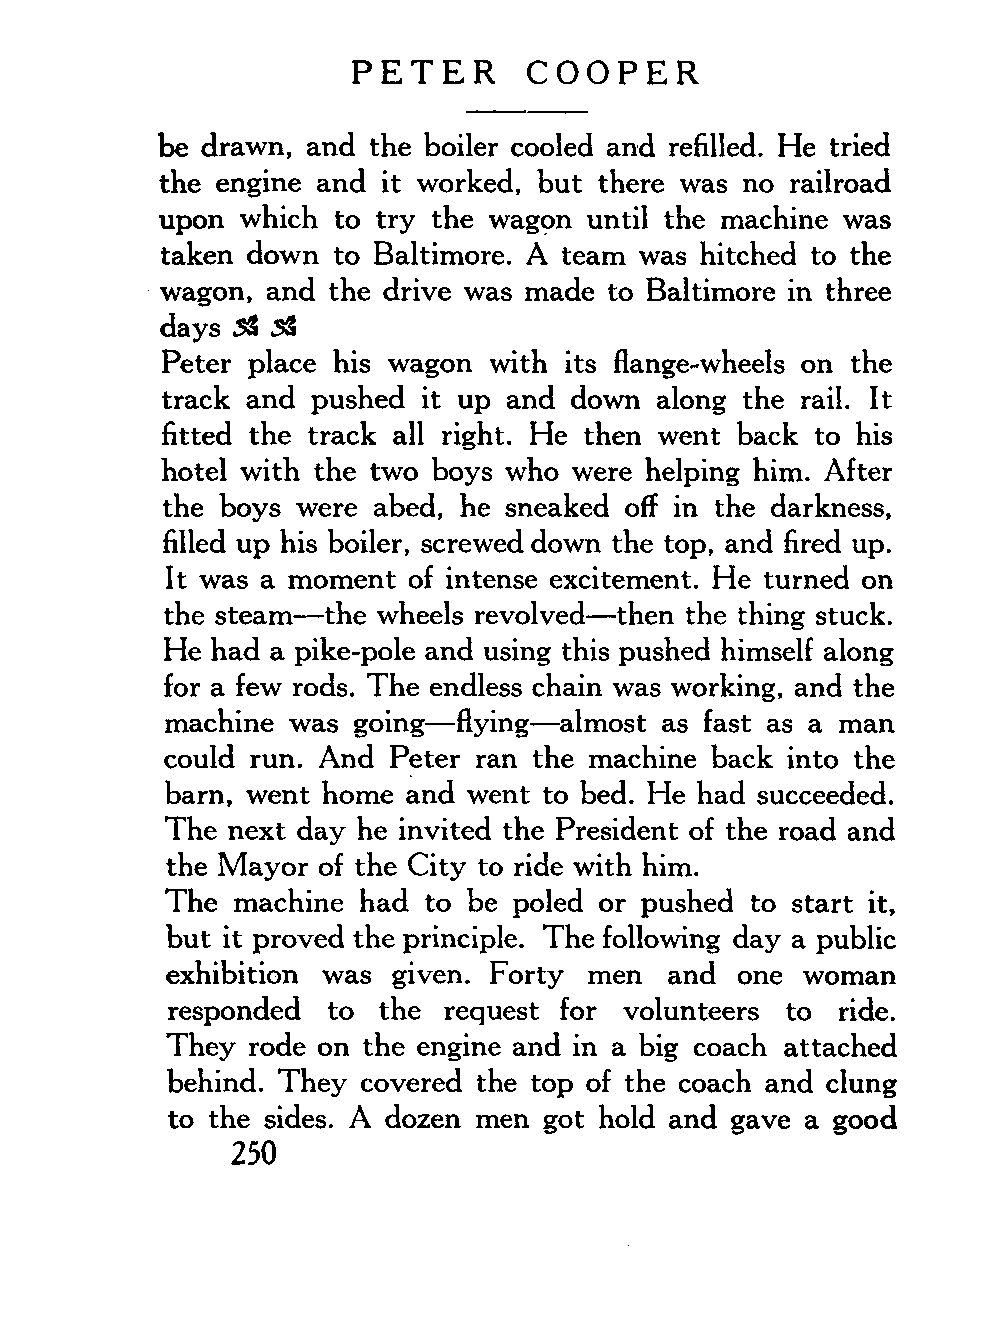 PETER COOPER
be drawn, and the boiler cooled and refilled. He tried
the engine and it worked, but there was no railroad
upon which to try the wagon until the machine was
taken down to Baltimore. A team was hitched to the
wagon, and the drive was made to Baltimore in three
days
Peter place his wagon with its flange-wheels on the
track and pushed it up and down along the rail. It
fitted the track all right. He then went back to his
hotel with the two boys who were helping him. After
the boys were abed, he sneaked off in the darkness,
filled up his boiler, screwed down the top, and fired up.
It was a moment of intense excitement. He turned on
the steam—the wheels revolved—then the thing stuck.
He had a pike-pole and using this pushed himself along
for a few rods. The endless chain was working, and the
machine was going—flying—almost as fast as a man
could run. And Peter ran the machine back into the
barn, went home and went to bed. He had succeeded.
The next day he invited the President of the road and
the Mayor of the City to ride with him.
The machine had to be poled or pushed to start it,
but it proved the principle. The following day a public
exhibition was given. Forty men and one woman
responded to the request for volunteers to ride.
They rode on the engine and in a big coach attached
behind. They covered the top of the coach and clung
to the sides. A dozen men got hold and gave a good
250